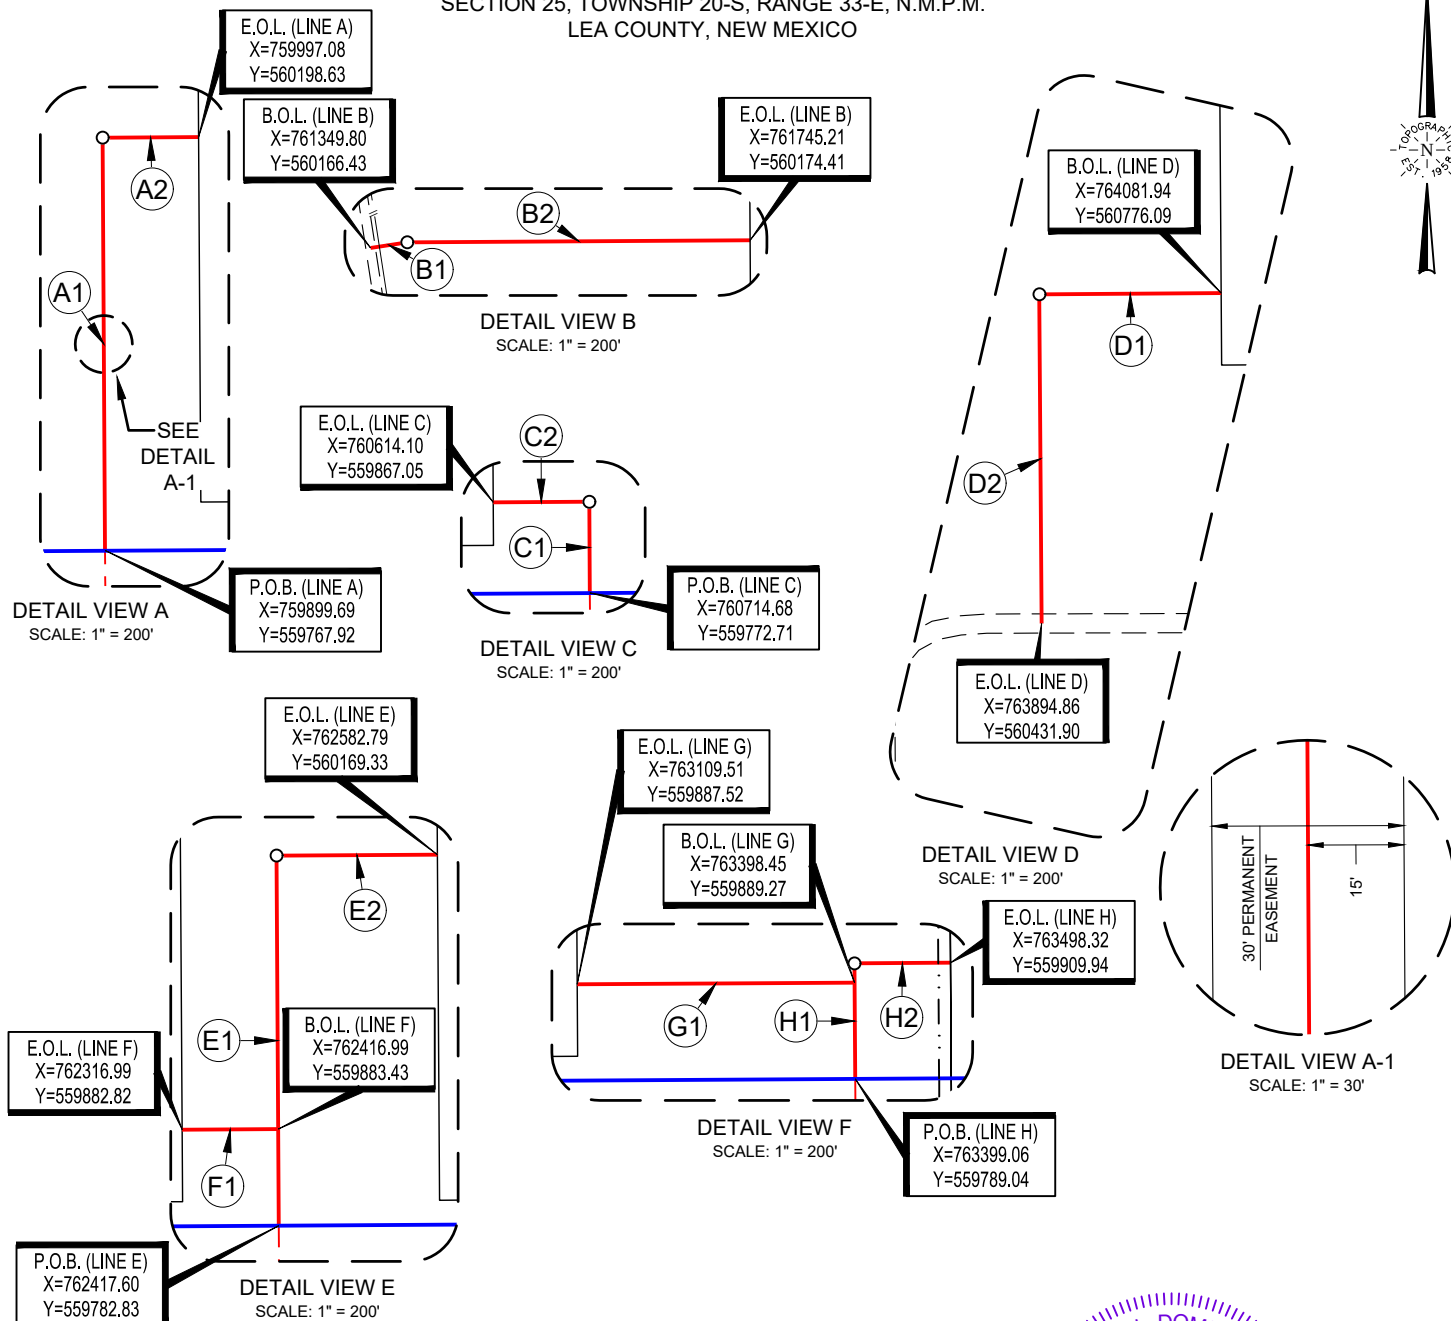 SECTION 25, TOWNSHIP 20-S, RANGE 33-E, N.M.P.M.
LEA COUNTY, NEW MEXICO
E.O.L. (LINE A)
X=759997.08
Y=560198.63
B.O.L. (LINE B)
X=761349.80
Y=560166.43
E.O.L. (LINE B)
X=761745.21
Y=560174.41
B.O.L. (LINE D)
X=764081.94
Y=560776.09
TOPOGRAPHIC
N
EST. 1958
A2
A1
SEE
DETAIL
A-1
B2
B1
DETAIL VIEW B
SCALE: 1" = 200'
D1
D2
E.O.L. (LINE C)
X=760614.10
Y=559867.05
C2
C1
P.O.B. (LINE A)
X=759899.69
Y=559767.92
DETAIL VIEW A
SCALE: 1" = 200'
P.O.B. (LINE C)
X=760714.68
Y=559772.71
DETAIL VIEW C
SCALE: 1" = 200'
E.O.L. (LINE D)
X=763894.86
Y=560431.90
E.O.L. (LINE E)
X=762582.79
Y=560169.33
E.O.L. (LINE G)
X=763109.51
Y=559887.52
B.O.L. (LINE G)
X=763398.45
Y=559889.27
DETAIL VIEW D
SCALE: 1" = 200'
30' PERMANENT
EASEMENT
15'
DETAIL VIEW A-1
SCALE: 1" = 30'
E2
E1
E.O.L. (LINE F)
X=762316.99
Y=559882.82
B.O.L. (LINE F)
X=762416.99
Y=559883.43
F1
E.O.L. (LINE H)
X=763498.32
Y=559909.94
G1
H1
H2
DETAIL VIEW F
SCALE: 1" = 200'
P.O.B. (LINE H)
X=763399.06
Y=559789.04
P.O.B. (LINE E)
X=762417.60
Y=559782.83
DETAIL VIEW E
SCALE: 1" = 200'